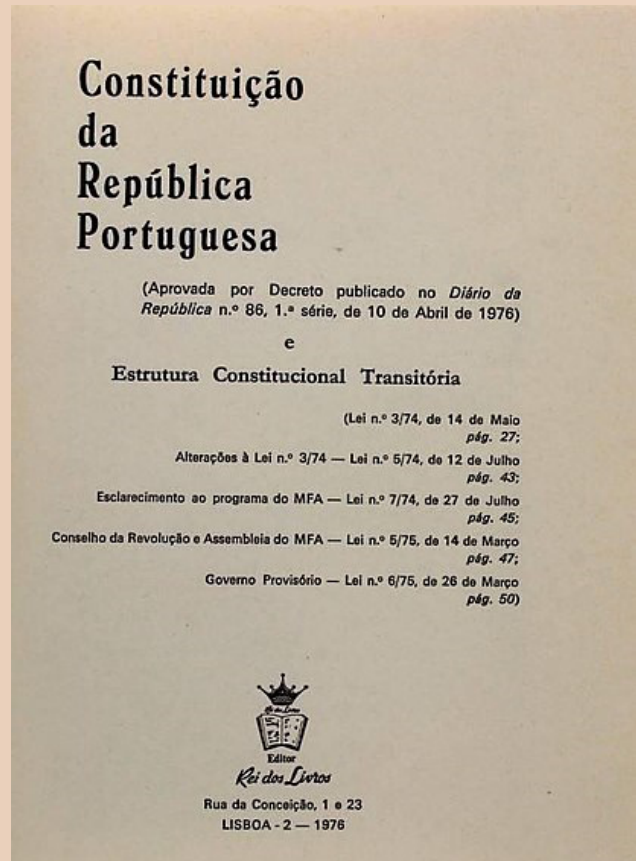 Constituição
da
República
Portuguesa
(Aprovada por Decreto publicado no Diário da
República n.º 86, 1.ª série, de 10 de Abril de 1976)
e
Estrutura Constitucional Transitória
(Lei n.º 3/74, de 14 de Maio
pág. 27;
Alterações à Lei n.º 3/74 — Lei n.º 5/74, de 12 de Julho
pág. 43;
Esclarecimento ao programa do MFA — Lei n.º 7/74, de 27 de Julho
pág. 45;
Conselho da Revolução e Assembleia do MFA — Lei n.º 5/75, de 14 de Março
pág. 47;
Governo Provisório — Lei n.º 6/75, de 26 de Março
pág. 50)
Rei dos Livros
Editor
Rei dos Livros
Rua da Conceição, 1 e 23
LISBOA - 2 — 1976